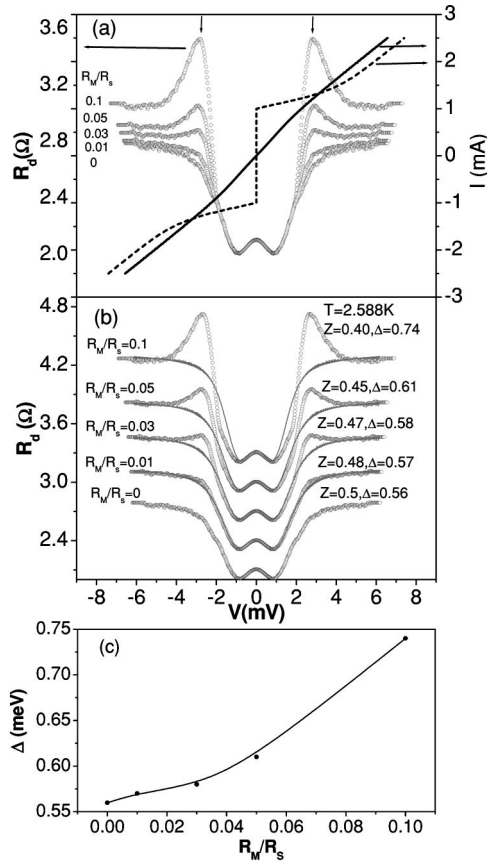 (a)
R_M/R_S
0.1
0.05
0.03
0.01
0
3.6
3.2
2.8
2.4
2.0
R_d(Ω)
3
2
1
0
-1
-2
-3
I (mA)
(b)
T=2.588K
Z=0.40,Δ=0.74
R_M/R_S=0.1
Z=0.45,Δ=0.61
R_M/R_S=0.05
Z=0.47,Δ=0.58
R_M/R_S=0.03
Z=0.48,Δ=0.57
R_M/R_S=0.01
Z=0.5,Δ=0.56
R_M/R_S=0
4.8
4.2
3.6
3.0
2.4
R_d (Ω)
-8 -6 -4 -2 0 2 4 6 8
V(mV)
(c)
0.75
0.70
0.65
0.60
0.55
Δ (meV)
0.00 0.02 0.04 0.06 0.08 0.10
R_M/R_S